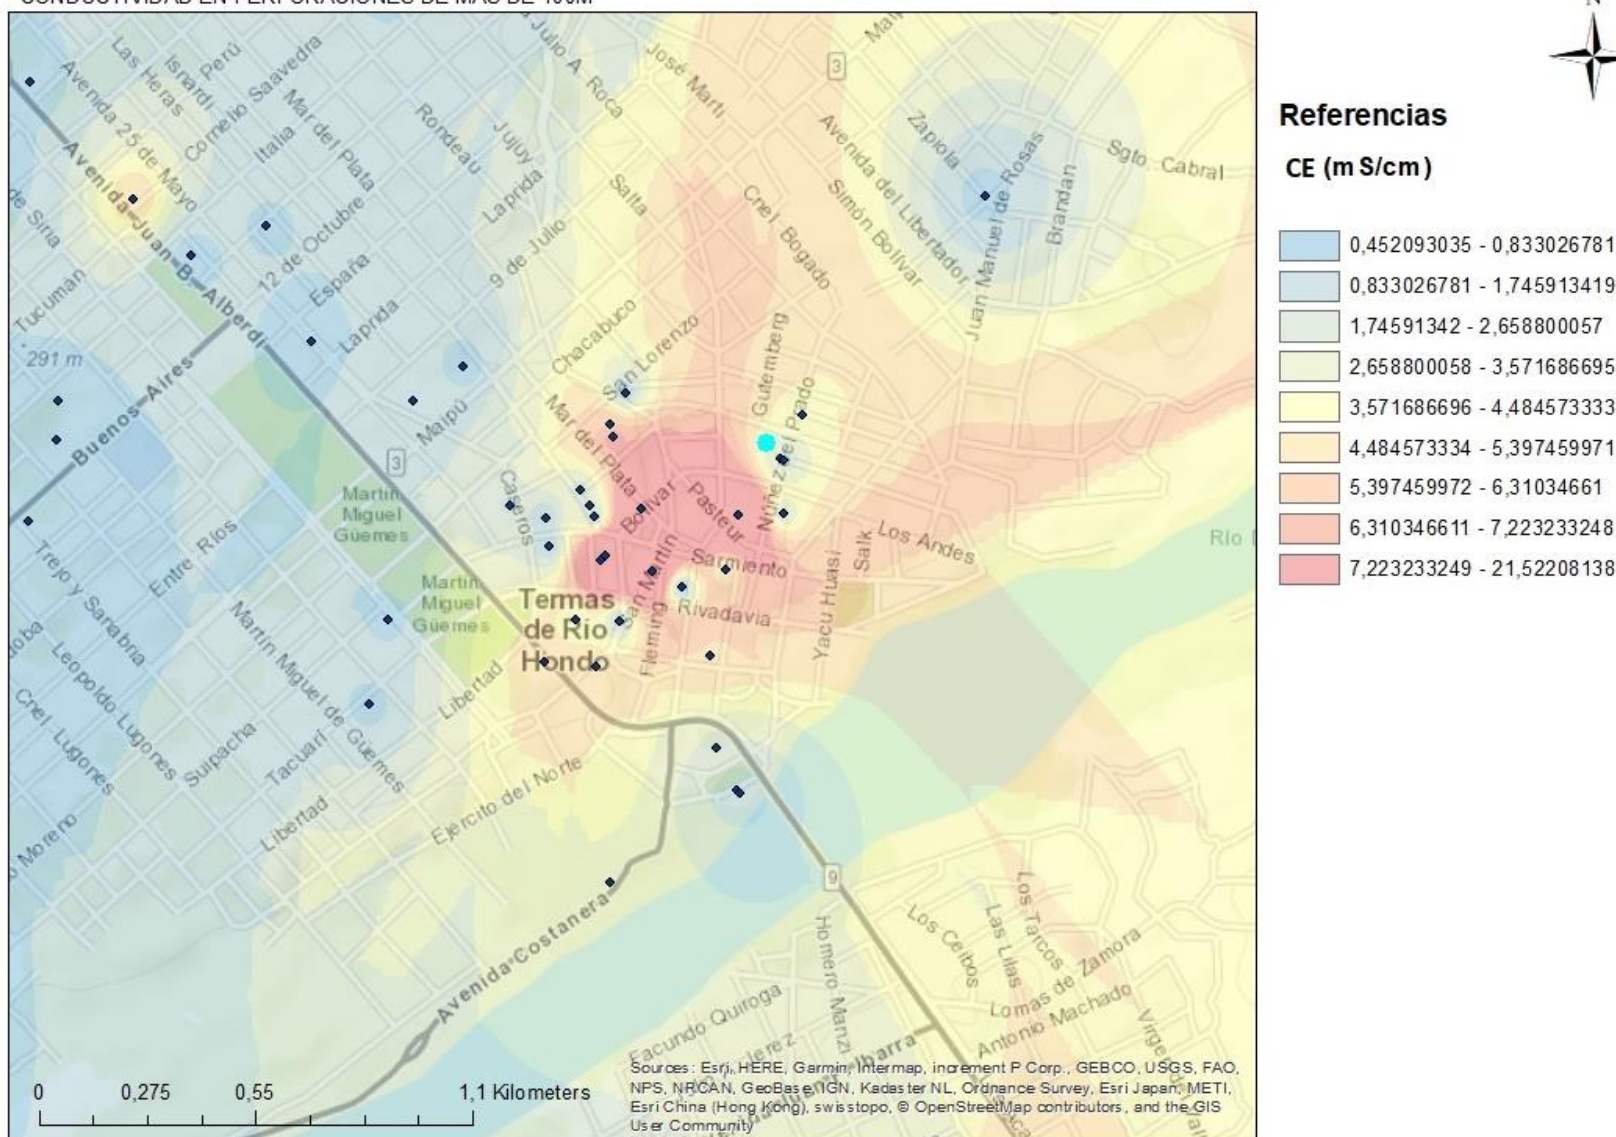 Referencias
CE (mS/cm)
0,452093035 - 0,833026781
0,833026781 - 1,745913419
1,74591342 - 2,658800057
2,658800058 - 3,571686695
3,571686696 - 4,484573333
4,484573334 - 5,397459971
5,397459972 - 6,31034661
6,310346611 - 7,223233248
7,223233249 - 21,52208138
Las Heras
Isnardi
Perú
Avenida 25 de Mayo
Cornelio Saavedra
Italia
Mar del Plata
Rondeau
Jujuy
Julio A. Roca
José Marti
3
Laprida
Salta
9 de Julio
Cnel. Bogado
Avenida del Libertador
Simón Bolívar
Zapiola
Juan Manuel de Rosas
Brandan
Sgto. Cabral
de Siria
Avenida Juan B. Alberdi
Tucumán
12 de Octubre
España
Laprida
291 m
Buenos Aires
Maipú
Chacabuco
San Lorenzo
Gutemberg
Núñez del Prado
Mar del Plata
Bolivar
Pasteur
Caseros
3
Martín
Miguel
Güemes
Entre Ríos
Trejo y Sanabria
Martín
Miguel
Güemes
Termas
de Río
Hondo
San Martín
Fleming
Sarmiento
Rivadavia
Yacu Huasi
Salk
Los Andes
Leopoldo Lugones
Cnel. Lugones
Martín Miguel de Güemes
Suipacha
Tacuarí
Libertad
Libertad
Ejército del Norte
Moreno
Avenida Costanera
9
Homero Manzi
Los Ceibos
Las Lilas
Los Tarcos
Lomas de Zamora
Antonio Machado
Facundo Quiroga
Ibarra
0 0,275 0,55 1,1 Kilometers
Sources: Esri, HERE, Garmin, Intermap, increment P Corp., GEBCO, USGS, FAO,
NPS, NRCAN, GeoBase, IGN, Kadaster NL, Ordnance Survey, Esri Japan, METI,
Esri China (Hong Kong), swisstopo, © OpenStreetMap contributors, and the GIS
User Community